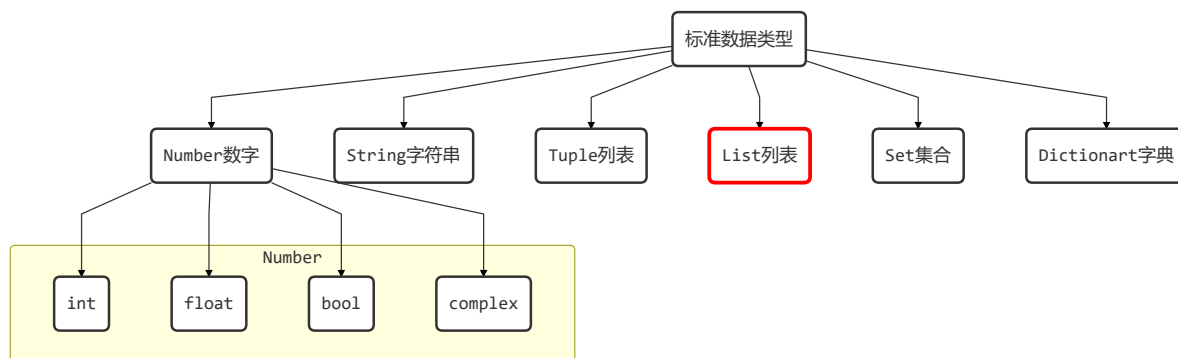 标准数据类型
Number数字
String字符串
Tuple列表
List列表
Set集合
Dictionart字典
Number
int
float
bool
complex